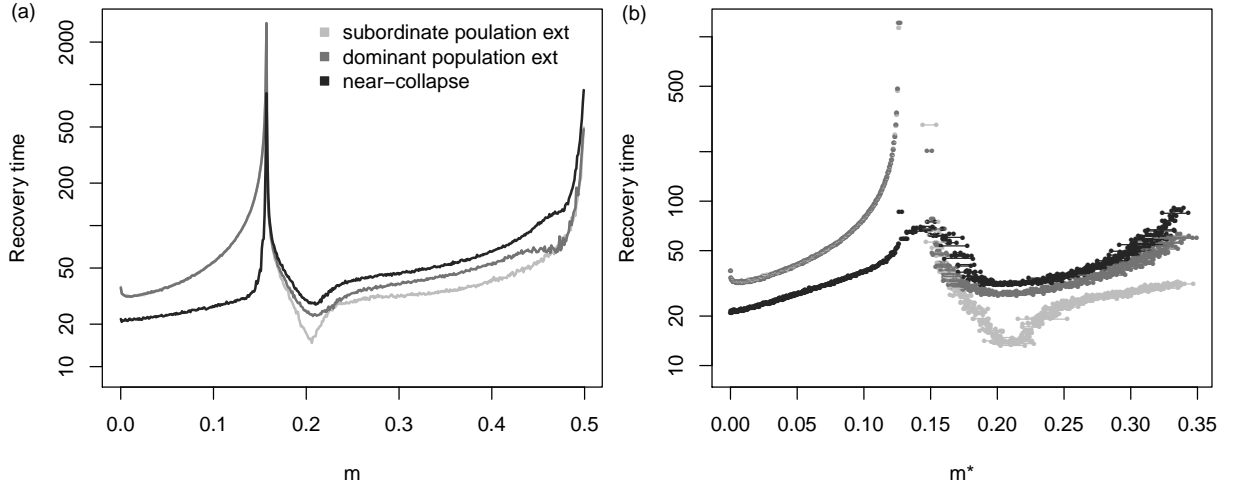 (a)
Recovery time
2000
500
200
50
20
10
subordinate poulation ext
dominant population ext
near−collapse
0.0 0.1 0.2 0.3 0.4 0.5
m
(b)
Recovery time
500
100
50
20
10
0.00 0.05 0.10 0.15 0.20 0.25 0.30 0.35
m*